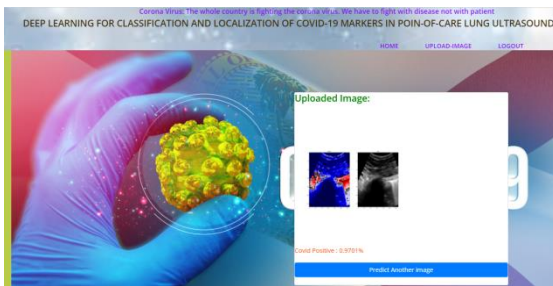 Corona Virus: The whole country is fighting the corona virus. We have to fight with disease not with patient
DEEP LEARNING FOR CLASSIFICATION AND LOCALIZATION OF COVID-19 MARKERS IN POIN-OF-CARE LUNG ULTRASOUND
HOME UPLOAD-IMAGE LOGOUT
Uploaded Image:
9
Covid Positive : 0.9701%
Predict Another image